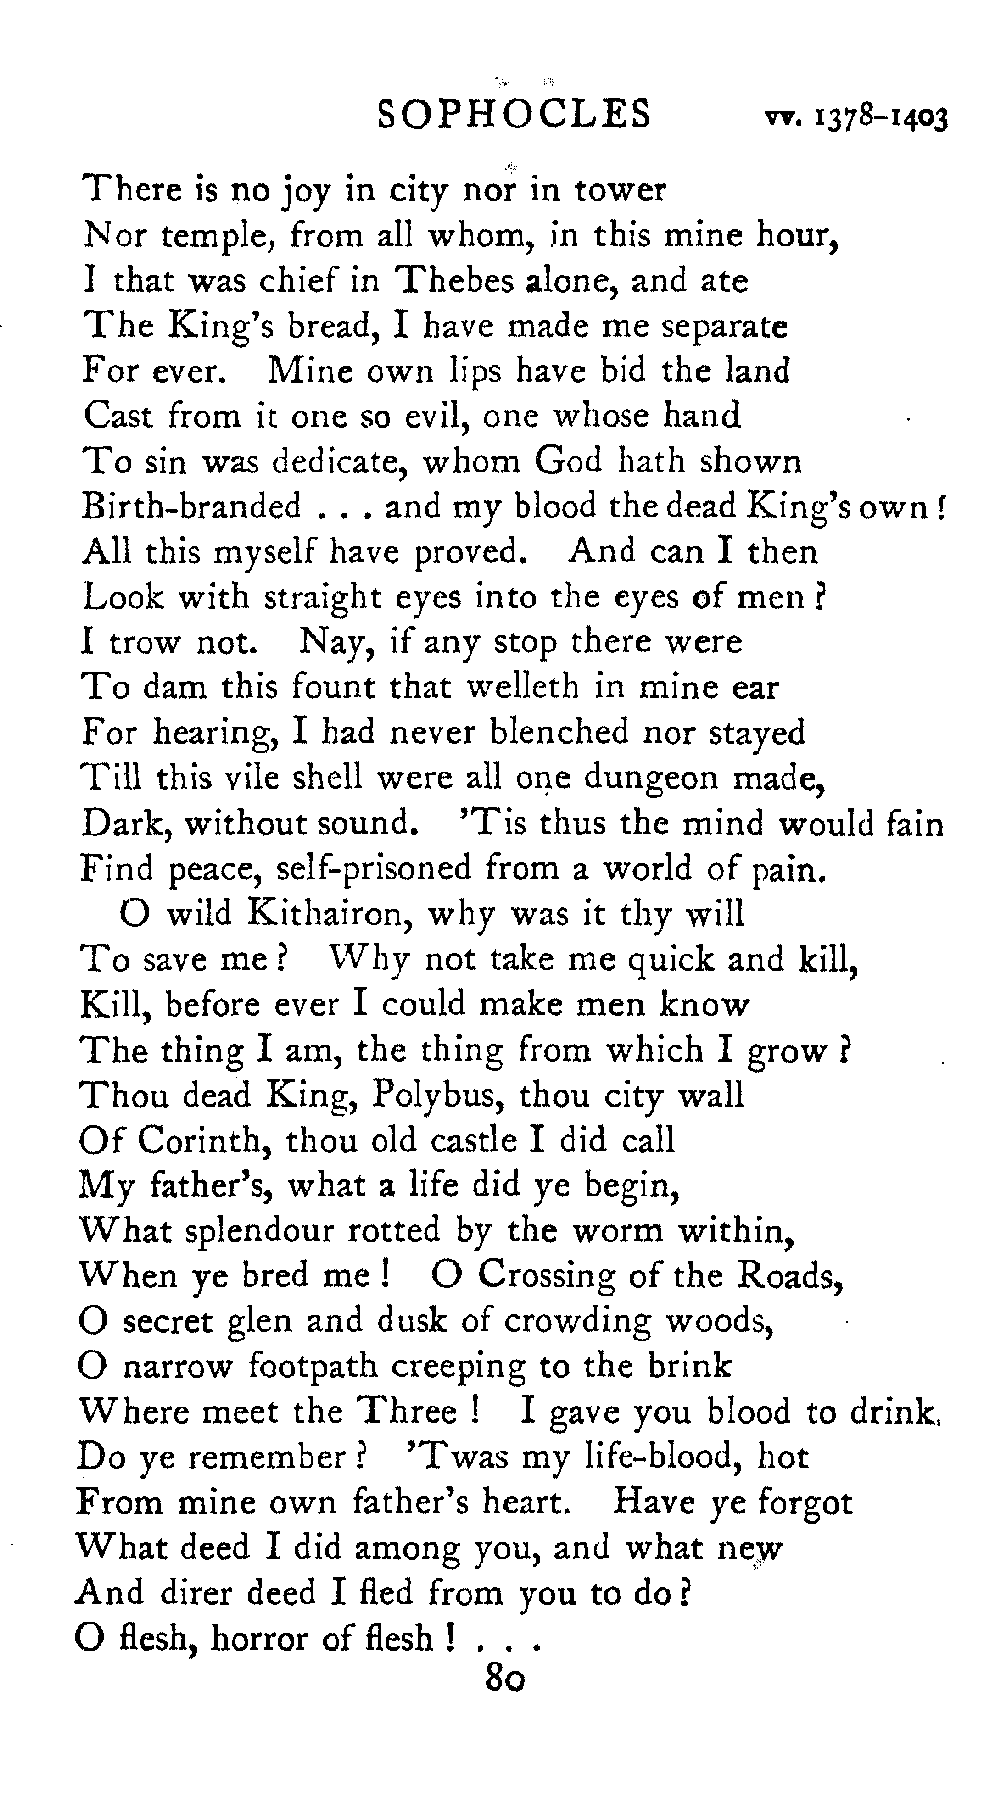 SOPHOCLES vv. 1378–1403
There is no joy in city nor in tower
Nor temple, from all whom, in this mine hour,
I that was chief in Thebes alone, and ate
The King's bread, I have made me separate
For ever. Mine own lips have bid the land
Cast from it one so evil, one whose hand
To sin was dedicate, whom God hath shown
Birth-branded . . . and my blood the dead King's own !
All this myself have proved. And can I then
Look with straight eyes into the eyes of men ?
I trow not. Nay, if any stop there were
To dam this fount that welleth in mine ear
For hearing, I had never blenched nor stayed
Till this vile shell were all one dungeon made,
Dark, without sound. 'Tis thus the mind would fain
Find peace, self-prisoned from a world of pain.
O wild Kithairon, why was it thy will
To save me ? Why not take me quick and kill,
Kill, before ever I could make men know
The thing I am, the thing from which I grow ?
Thou dead King, Polybus, thou city wall
Of Corinth, thou old castle I did call
My father's, what a life did ye begin,
What splendour rotted by the worm within,
When ye bred me ! O Crossing of the Roads,
O secret glen and dusk of crowding woods,
O narrow footpath creeping to the brink
Where meet the Three ! I gave you blood to drink.
Do ye remember ? 'Twas my life-blood, hot
From mine own father's heart. Have ye forgot
What deed I did among you, and what new
And direr deed I fled from you to do ?
O flesh, horror of flesh ! . . .
80